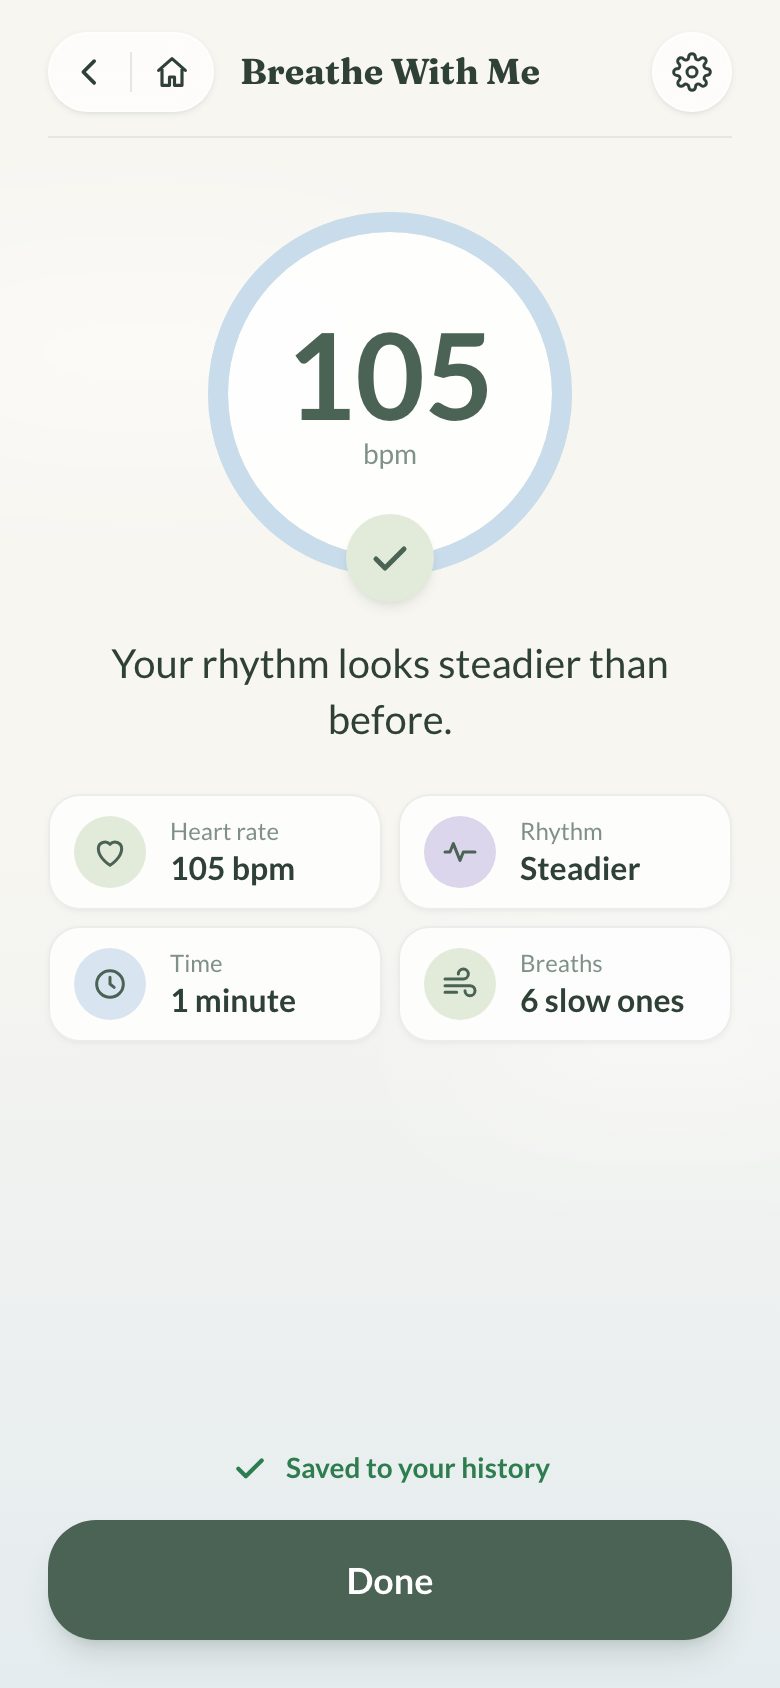 Breathe With Me
105
bpm
Your rhythm looks steadier than
before.
Heart rate
105 bpm
Rhythm
Steadier
Time
1 minute
Breaths
6 slow ones
Saved to your history
Done